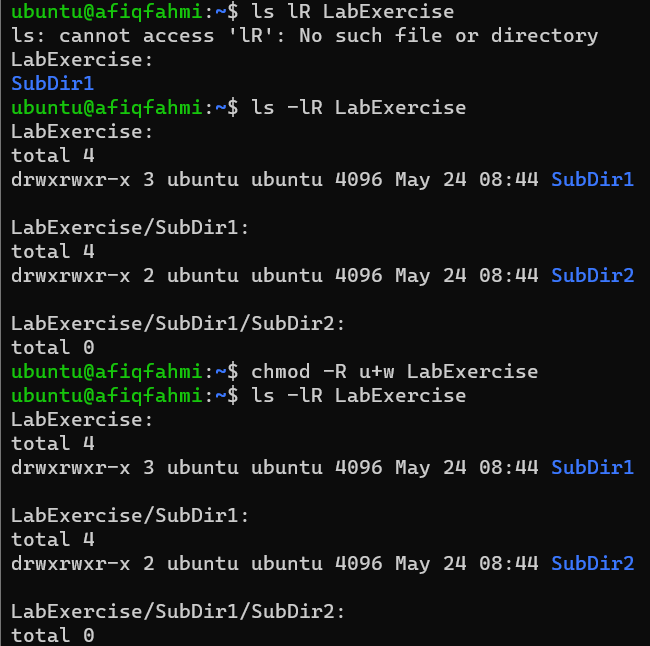 ubuntu@afiqfahmi:~$ ls lR LabExercise
ls: cannot access 'lR': No such file or directory
LabExercise:
SubDir1
ubuntu@afiqfahmi:~$ ls -lR LabExercise
LabExercise:
total 4
drwxrwxr-x 3 ubuntu ubuntu 4096 May 24 08:44 SubDir1

LabExercise/SubDir1:
total 4
drwxrwxr-x 2 ubuntu ubuntu 4096 May 24 08:44 SubDir2

LabExercise/SubDir1/SubDir2:
total 0
ubuntu@afiqfahmi:~$ chmod -R u+w LabExercise
ubuntu@afiqfahmi:~$ ls -lR LabExercise
LabExercise:
total 4
drwxrwxr-x 3 ubuntu ubuntu 4096 May 24 08:44 SubDir1

LabExercise/SubDir1:
total 4
drwxrwxr-x 2 ubuntu ubuntu 4096 May 24 08:44 SubDir2

LabExercise/SubDir1/SubDir2:
total 0